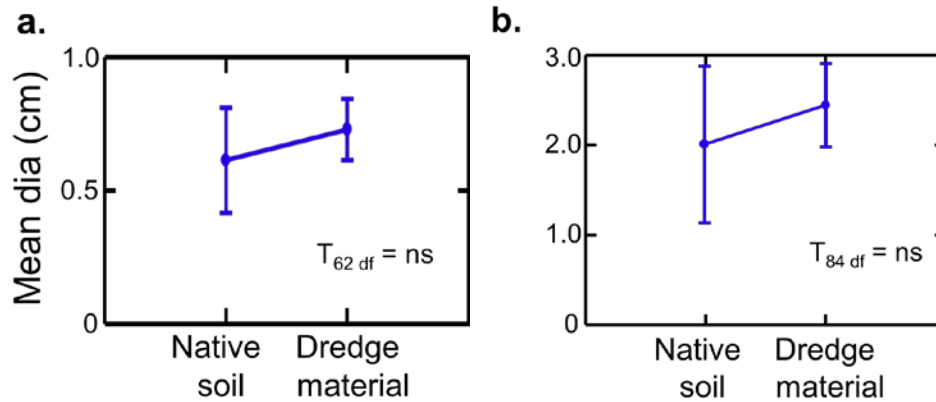 a.
Mean dia (cm)
1.0
0.5
0
T62 df = ns
Native soil
Dredge material
b.
3.0
2.0
1.0
0
T84 df = ns
Native soil
Dredge material